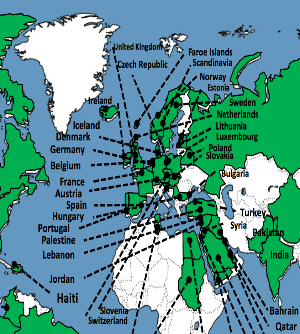 United Kingdom
Faroe Islands
Scandinavia
Czech Republic
Norway
Estonia
Ireland
Sweden
Netherlands
Iceland
Lithuania
Denmark
Luxembourg
Germany
Poland
Slovakia
Belgium
Bulgaria
France
Austria
Spain
Hungary
Turkey
Portugal
Syria
Palestine
Pakistan
Lebanon
India
Jordan
Haiti
Slovenia
Bahrain
Switzerland
Qatar